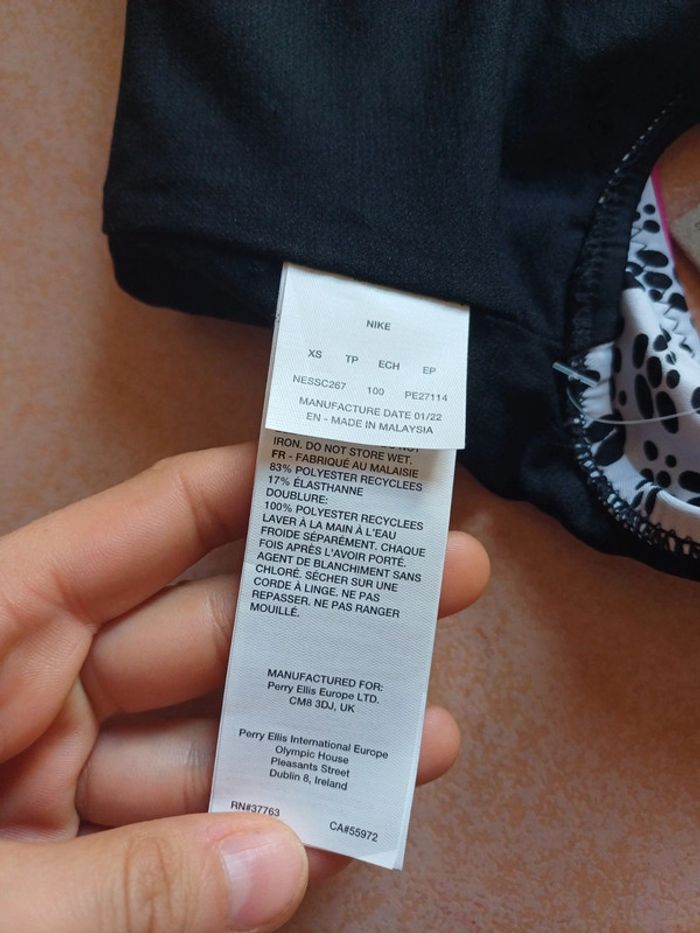 NIKE
XS TP ECH EP
NESSC267 100 PE27114
MANUFACTURE DATE 01/22
EN - MADE IN MALAYSIA
IRON. DO NOT STORE WET.
FR - FABRIQUÉ AU MALAISIE
83% POLYESTER RECYCLEES
17% ÉLASTHANNE
DOUBLURE:
100% POLYESTER RECYCLEES
LAVER À LA MAIN À L'EAU
FROIDE SÉPARÉMENT. CHAQUE
FOIS APRÈS L'AVOIR PORTÉ.
AGENT DE BLANCHIMENT SANS
CHLORÉ. SÉCHER SUR UNE
CORDE À LINGE. NE PAS
REPASSER. NE PAS RANGER
MOUILLÉ.
MANUFACTURED FOR:
Perry Ellis Europe LTD.
CM8 3DJ, UK
Perry Ellis International Europe
Olympic House
Pleasants Street
Dublin 8, Ireland
RN#37763 CA#55972